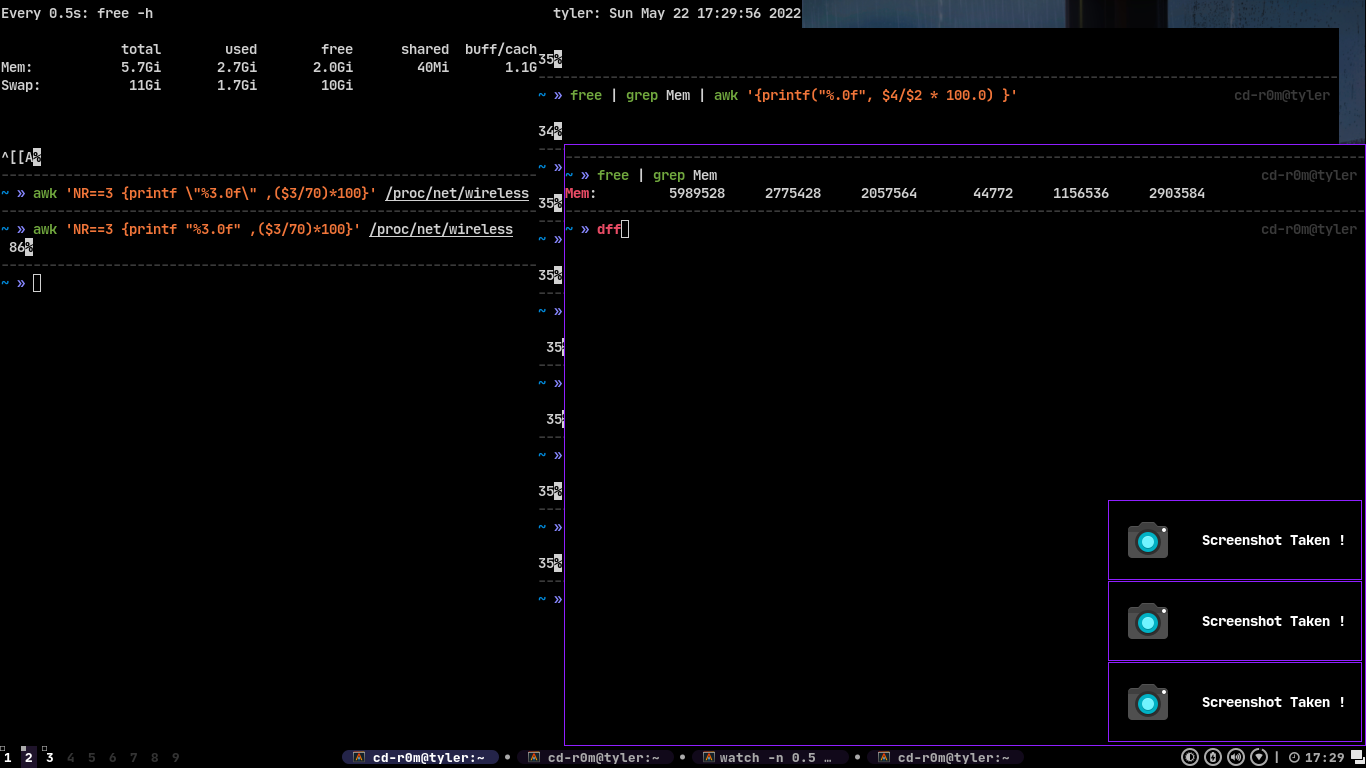 Every 0.5s: free -h
tyler: Sun May 22 17:29:56 2022
total used free shared buff/cach
Mem: 5.7Gi 2.7Gi 2.0Gi 40Mi 1.1G
Swap: 11Gi 1.7Gi 10Gi
^[[A%
~ » awk 'NR==3 {printf \"%3.0f\" ,($3/70)*100}' /proc/net/wireless
~ » awk 'NR==3 {printf "%3.0f" ,($3/70)*100}' /proc/net/wireless
86%
~ »
35%
~ » free | grep Mem | awk '{printf("%.0f", $4/$2 * 100.0) }'
cd-r0m@tyler
34%
~ »
35%
~ »
35%
~ »
35%
~ »
35%
~ »
35%
~ »
35%
~ »
~ » free | grep Mem
cd-r0m@tyler
Mem: 5989528 2775428 2057564 44772 1156536 2903584
~ » dff
cd-r0m@tyler
Screenshot Taken !
Screenshot Taken !
Screenshot Taken !
1 2 3 4 5 6 7 8 9
cd-r0m@tyler:~ • cd-r0m@tyler:~ • watch -n 0.5 … • cd-r0m@tyler:~
| 17:29